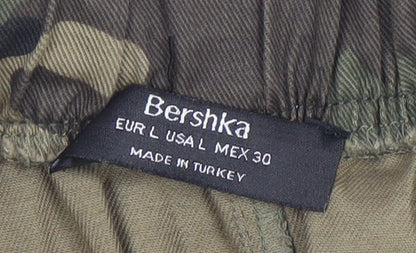 Bershka
EUR L USA L MEX 30
MADE IN TURKEY